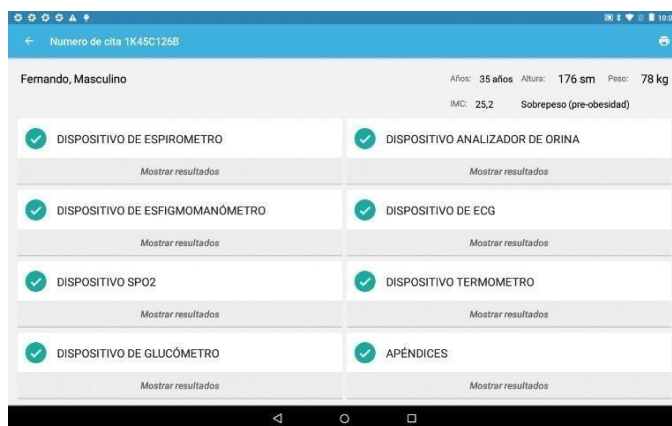 10:0
Numero de cita 1K45C126B
Fernando, Masculino
Años: 35 años Altura: 176 sm Peso: 78 kg
IMC: 25,2 Sobrepeso (pre-obesidad)
DISPOSITIVO DE ESPIROMETRO
Mostrar resultados
DISPOSITIVO ANALIZADOR DE ORINA
Mostrar resultados
DISPOSITIVO DE ESFIGMOMANÓMETRO
Mostrar resultados
DISPOSITIVO DE ECG
Mostrar resultados
DISPOSITIVO SPO2
Mostrar resultados
DISPOSITIVO TERMOMETRO
Mostrar resultados
DISPOSITIVO DE GLUCÓMETRO
Mostrar resultados
APÉNDICES
Mostrar resultados